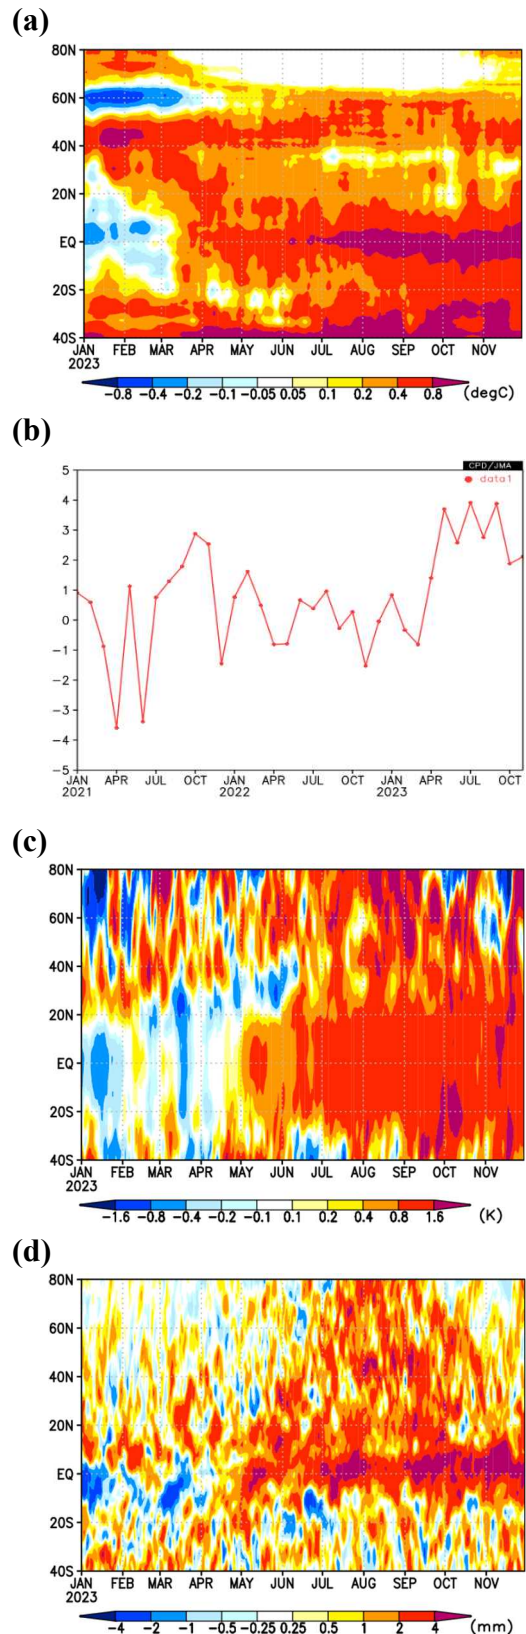 (a)
80N
60N
40N
20N
EQ
20S
40S
JAN FEB MAR APR MAY JUN JUL AUG SEP OCT NOV
2023
-0.8 -0.4 -0.2 -0.1 -0.05 0.05 0.1 0.2 0.4 0.8 (degC)
(b)
CPD/JMA
data1
5
4
3
2
1
0
-1
-2
-3
-4
-5
JAN APR JUL OCT JAN APR JUL OCT JAN APR JUL OCT
2021 2022 2023
(c)
80N
60N
40N
20N
EQ
20S
40S
JAN FEB MAR APR MAY JUN JUL AUG SEP OCT NOV
2023
-1.6 -0.8 -0.4 -0.2 -0.1 0.1 0.2 0.4 0.8 1.6 (K)
(d)
80N
60N
40N
20N
EQ
20S
40S
JAN FEB MAR APR MAY JUN JUL AUG SEP OCT NOV
2023
-4 -2 -1 -0.5 -0.25 0.25 0.5 1 2 4 (mm)